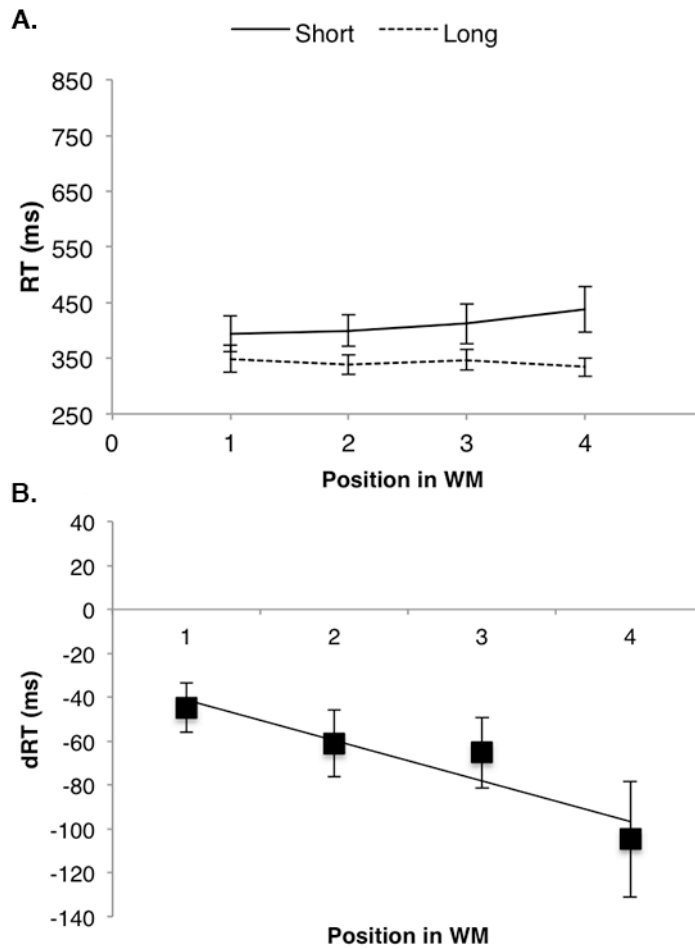 A.
Short Long
850
750
650
550
450
350
250
RT (ms)
0 1 2 3 4
Position in WM
B.
40
20
0
-20
-40
-60
-80
-100
-120
-140
dRT (ms)
1 2 3 4
Position in WM